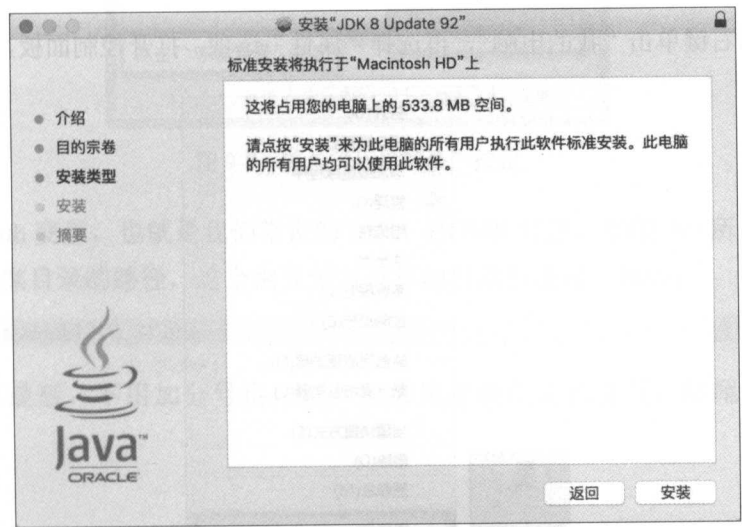 安装“JDK 8 Update 92”
标准安装将执行于“Macintosh HD”上
介绍
目的宗卷
安装类型
安装
摘要
这将占用您的电脑上的 533.8 MB 空间。
请点按“安装”来为此电脑的所有用户执行此软件标准安装。此电脑
的所有用户均可以使用此软件。
Java™
ORACLE
返回
安装